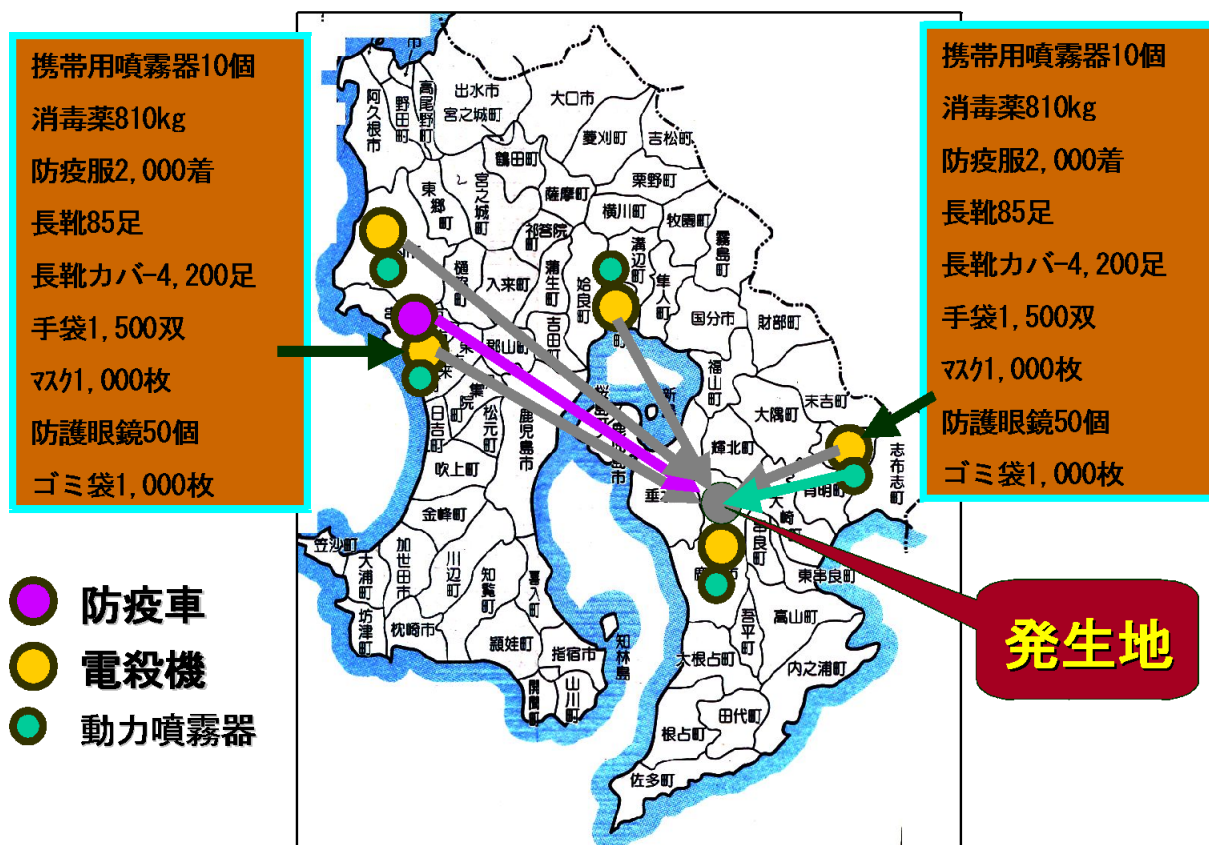 携帯用噴霧器10個
消毒薬810kg
防疫服2,000着
長靴85足
長靴カバー4,200足
手袋1,500双
マスク1,000枚
防護眼鏡50個
ゴミ袋1,000枚
携帯用噴霧器10個
消毒薬810kg
防疫服2,000着
長靴85足
長靴カバー4,200足
手袋1,500双
マスク1,000枚
防護眼鏡50個
ゴミ袋1,000枚
市
阿久根市
野田町
高尾野町
出水市
宮之城町
大口市
菱刈町
吉松町
鶴田町
栗野町
薩摩町
東郷町
宮之城町
横川町
牧園町
祁答院町
溝辺町
霧島町
樋脇町
入来町
蒲生町
姶良町
隼人町
国分市
財部町
吉田町
郡山町
福山町
末吉町
大隅町
日吉町
松元町
鹿児島市
輝北町
志布志町
吹上町
大崎町
金峰町
串良町
東串良町
笠沙町
大浦町
加世田市
川辺町
知覧町
喜入町
坊津町
枕崎市
頴娃町
指宿市
知林島
開聞町
山川町
吾平町
高山町
大根占町
内之浦町
田代町
根占町
佐多町
防疫車
電殺機
動力噴霧器
発生地